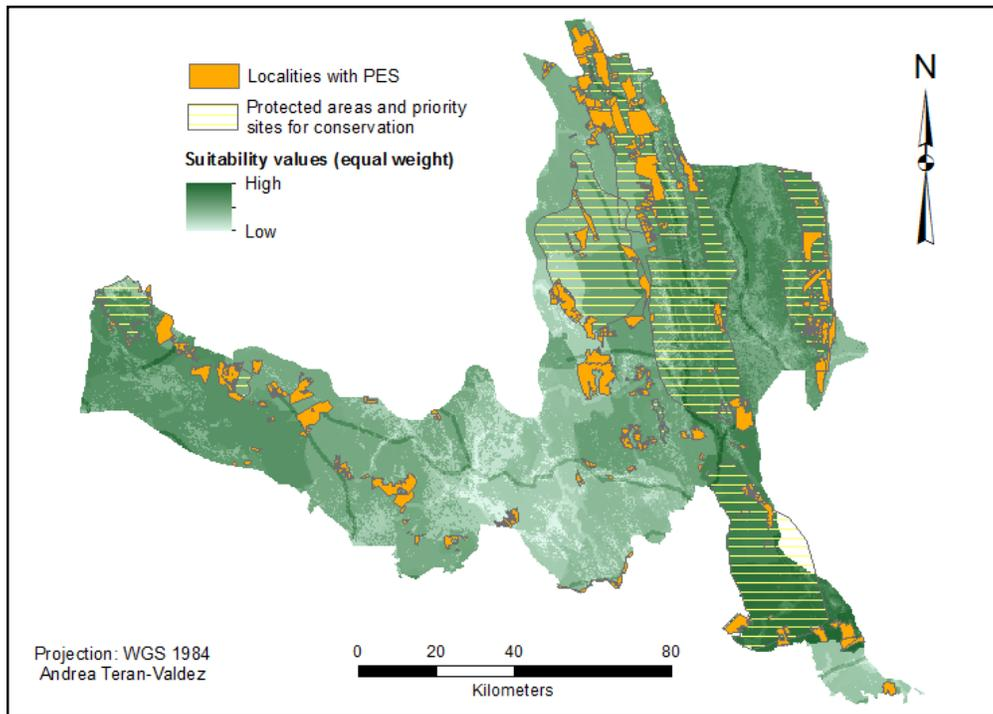 Localities with PES
Protected areas and priority
sites for conservation
Suitability values (equal weight)
High
Low
N
Projection: WGS 1984
Andrea Teran-Valdez
0 20 40 80
Kilometers